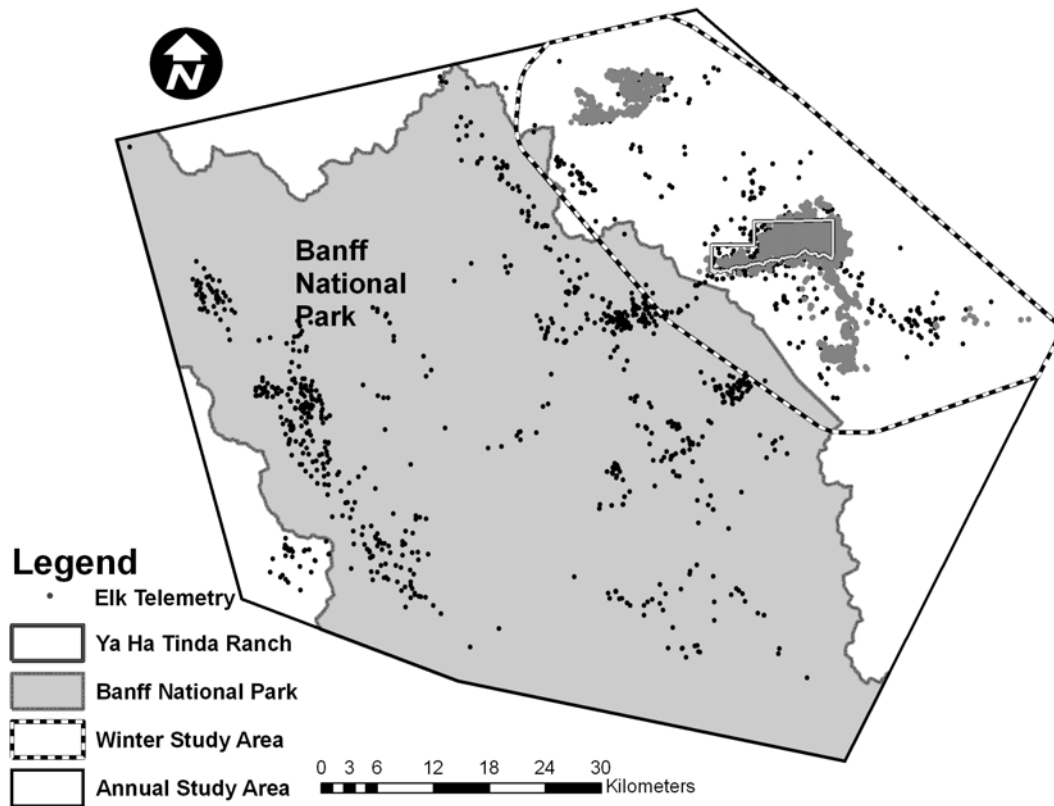 N
Banff
National
Park
Legend
Elk Telemetry
Ya Ha Tinda Ranch
Banff National Park
Winter Study Area
Annual Study Area
0 3 6 12 18 24 30
Kilometers